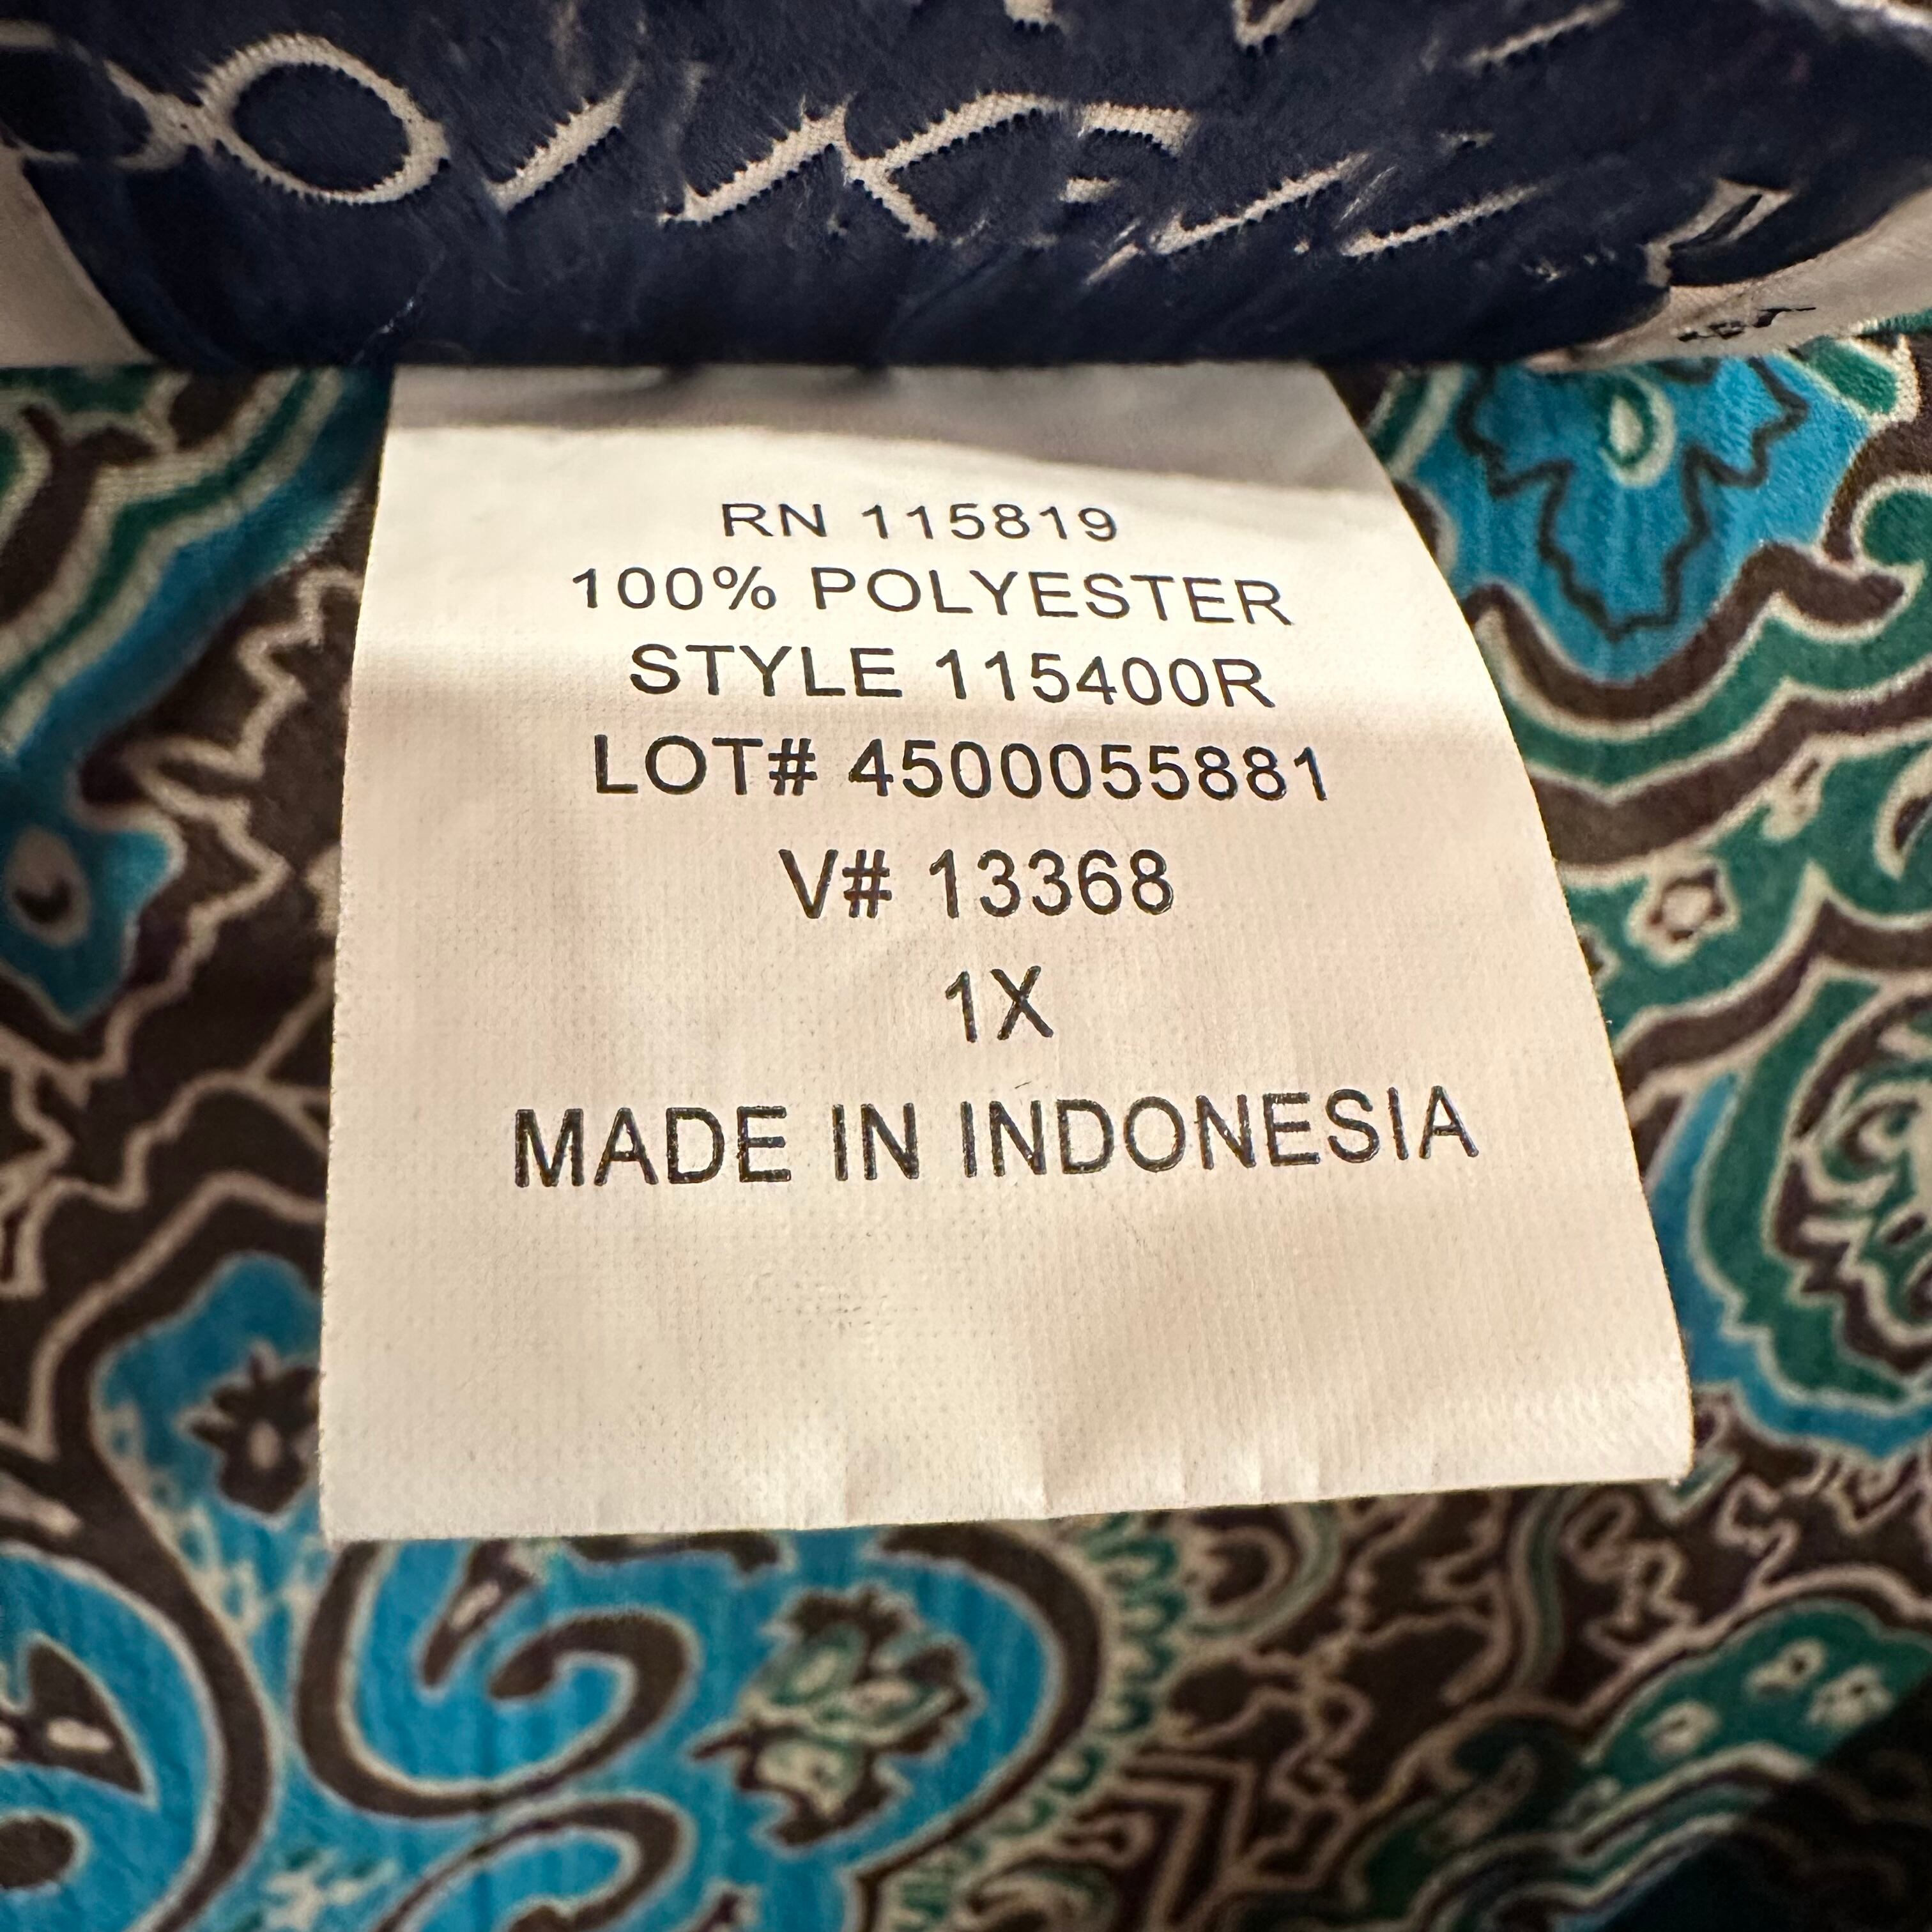 RN 115819
100% POLYESTER
STYLE 115400R
LOT# 4500055881
V# 13368
1X
MADE IN INDONESIA